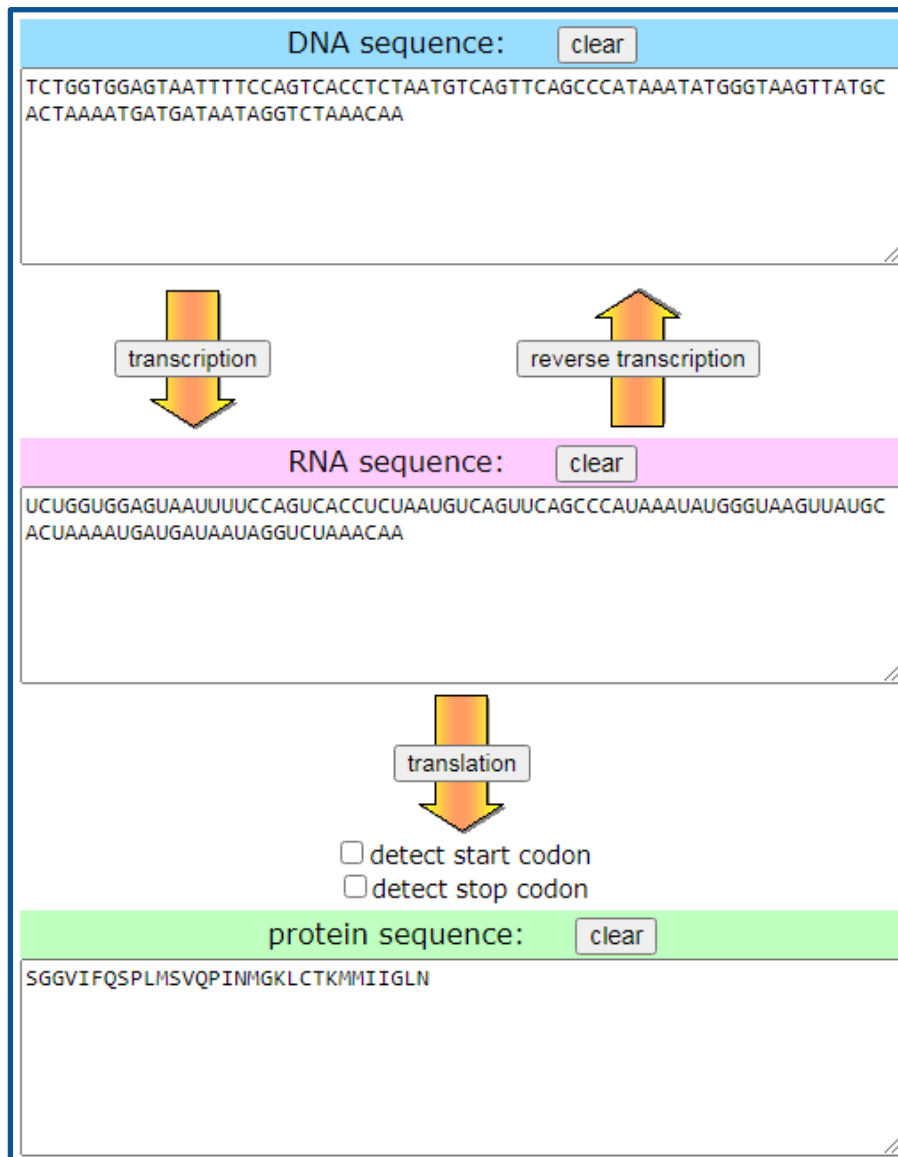 DNA sequence: clear
TCTGGTGGAGTAATTTTCCAGTCACCTCTAATGTCAGTTCAGCCCATAAATATGGGTAAGTTATGC
ACTAAAATGATGATAATAGGTCTAAACAA
transcription reverse transcription
RNA sequence: clear
UCUGGUGGAGUAAUUUUCCAGUCACCUCUAAUGUCAGUUCAGCCCAUAAAUAUGGGUAAGUUAUGC
ACUAAAAUGAUGAUAAUAGGUCUAAACAA
translation
detect start codon
detect stop codon
protein sequence: clear
SGGVIFQSPLMSVQPINMGKLCTKMMIIGLN